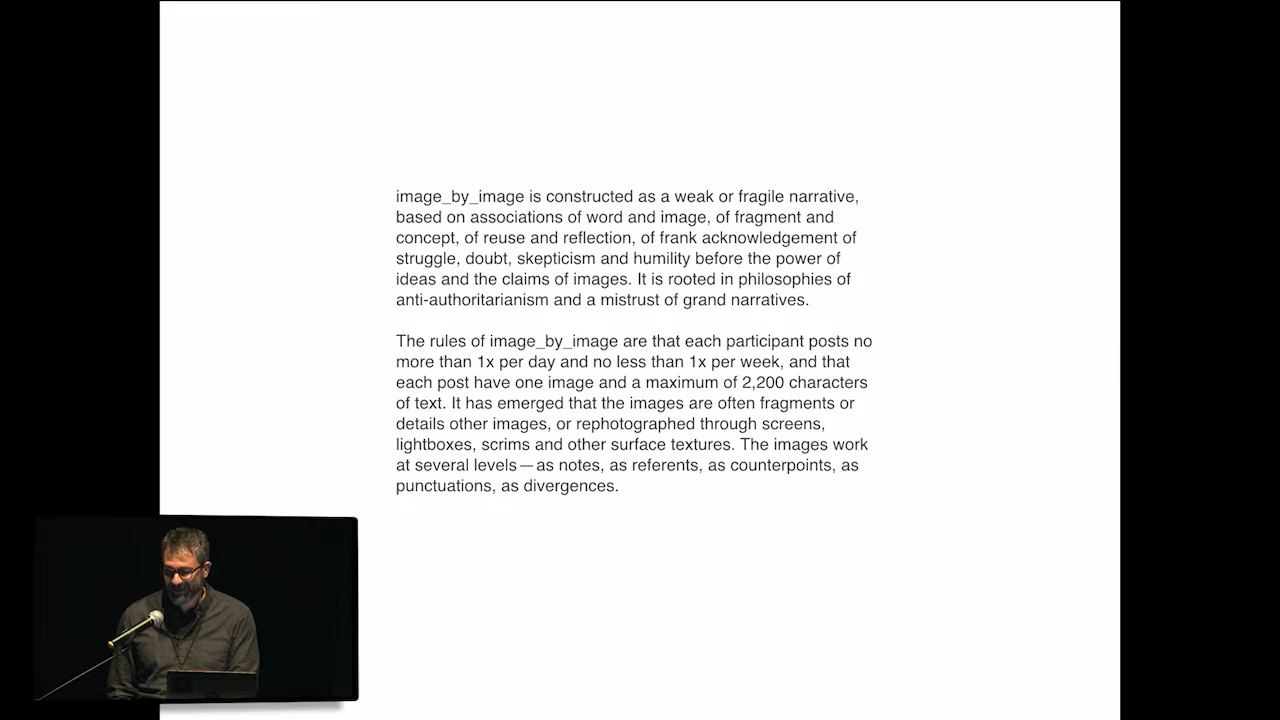 image_by_image is constructed as a weak or fragile narrative,
based on associations of word and image, of fragment and
concept, of reuse and reflection, of frank acknowledgement of
struggle, doubt, skepticism and humility before the power of
ideas and the claims of images. It is rooted in philosophies of
anti-authoritarianism and a mistrust of grand narratives.
The rules of image_by_image are that each participant posts no
more than 1x per day and no less than 1x per week, and that
each post have one image and a maximum of 2,200 characters
of text. It has emerged that the images are often fragments or
details other images, or rephotographed through screens,
lightboxes, scrims and other surface textures. The images work
at several levels—as notes, as referents, as counterpoints, as
punctuations, as divergences.